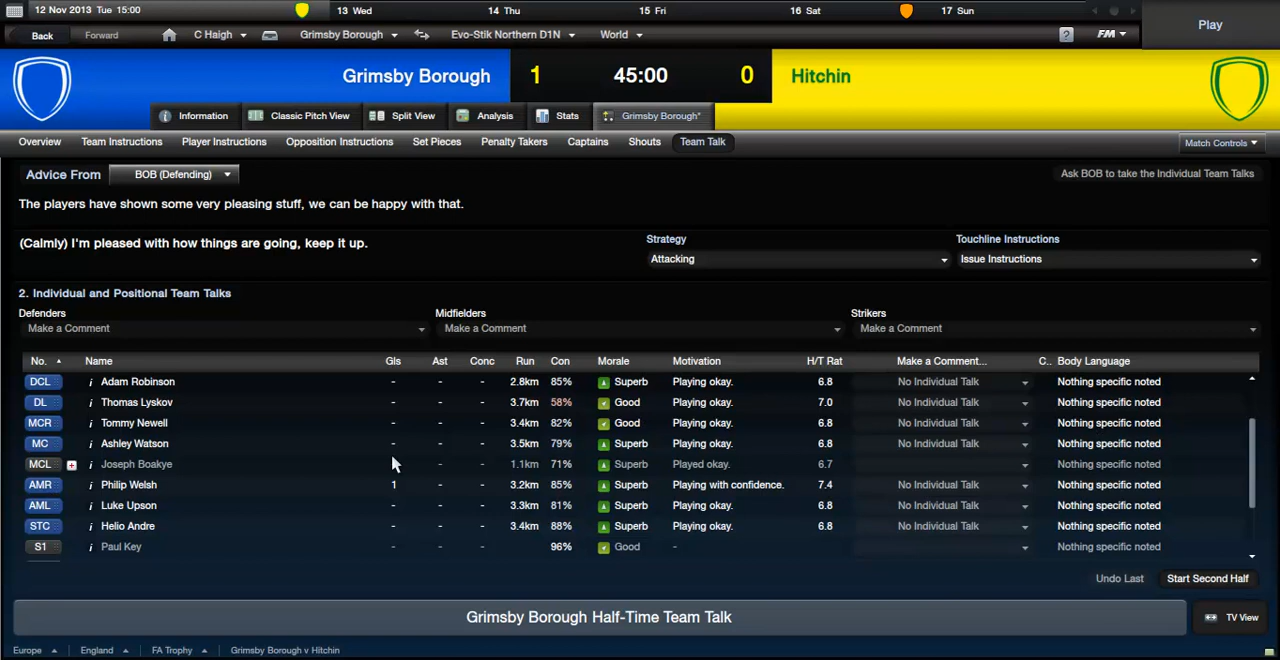 12 Nov 2013 Tue 15:00 13 Wed 14 Thu 15 Fri 16 Sat 17 Sun
Play
Back Forward C Haigh Grimsby Borough Evo-Stik Northern D1N World ? FM
Grimsby Borough 1 45:00 0 Hitchin
Information Classic Pitch View Split View Analysis Stats Grimsby Borough*
Overview Team Instructions Player Instructions Opposition Instructions Set Pieces Penalty Takers Captains Shouts Team Talk Match Controls
Advice From BOB (Defending) Ask BOB to take the Individual Team Talks
The players have shown some very pleasing stuff, we can be happy with that.
Strategy Touchline Instructions
(Calmly) I'm pleased with how things are going, keep it up.
Attacking Issue Instructions
2. Individual and Positional Team Talks
Defenders Midfielders Strikers
Make a Comment Make a Comment Make a Comment
No. Name Gls Ast Conc Run Con Morale Motivation H/T Rat Make a Comment... C.. Body Language
DCL i Adam Robinson - - - 2.8km 85% Superb Playing okay. 6.8 No Individual Talk Nothing specific noted
DL i Thomas Lyskov - - - 3.7km 58% Good Playing okay. 7.0 No Individual Talk Nothing specific noted
MCR i Tommy Newell - - - 3.4km 82% Good Playing okay. 6.8 No Individual Talk Nothing specific noted
MC i Ashley Watson - - - 3.5km 79% Superb Playing okay. 6.8 No Individual Talk Nothing specific noted
MCL i Joseph Boakye - - - 1.1km 71% Superb Played okay. 6.7 Nothing specific noted
AMR i Philip Welsh 1 - - 3.2km 85% Superb Playing with confidence. 7.4 No Individual Talk Nothing specific noted
AML i Luke Upson - - - 3.3km 81% Superb Playing okay. 6.8 No Individual Talk Nothing specific noted
STC i Helio Andre - - - 3.4km 88% Superb Playing okay. 6.8 No Individual Talk Nothing specific noted
S1 i Paul Key - - - 96% Good - Nothing specific noted
Undo Last Start Second Half
Grimsby Borough Half-Time Team Talk TV View
Europe England FA Trophy Grimsby Borough v Hitchin